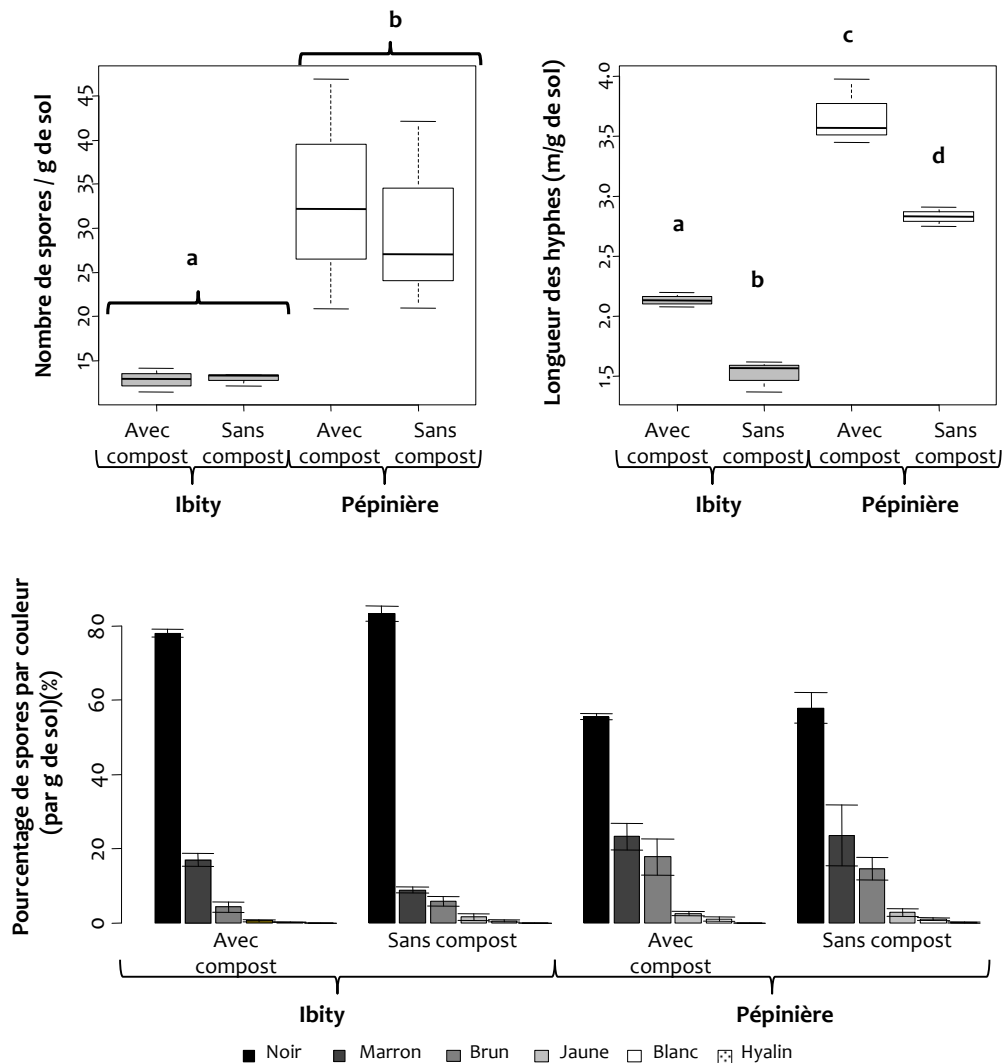 Nombre de spores / g de sol
45
40
35
30
25
20
15
a
b
Avec compost
Sans compost
Avec compost
Sans compost
Ibity
Pépinière
Longueur des hyphes (m/g de sol)
4.0
3.5
3.0
2.5
2.0
1.5
a
b
c
d
Avec compost
Sans compost
Avec compost
Sans compost
Ibity
Pépinière
Pourcentage de spores par couleur
(par g de sol)(%)
80
60
40
20
0
Avec
compost
Sans compost
Avec
compost
Sans compost
Ibity
Pépinière
Noir Marron Brun Jaune Blanc Hyalin